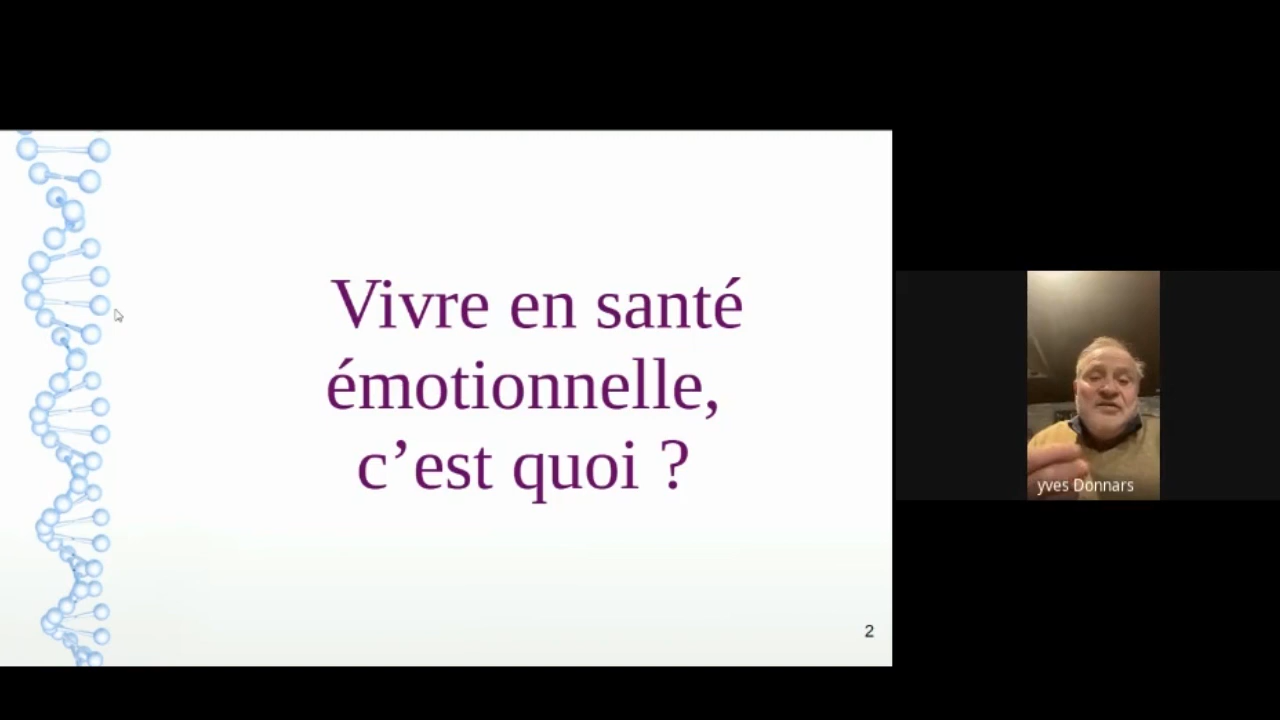 Vivre en santé
émotionnelle,
c’est quoi ?
2
yves Donnars